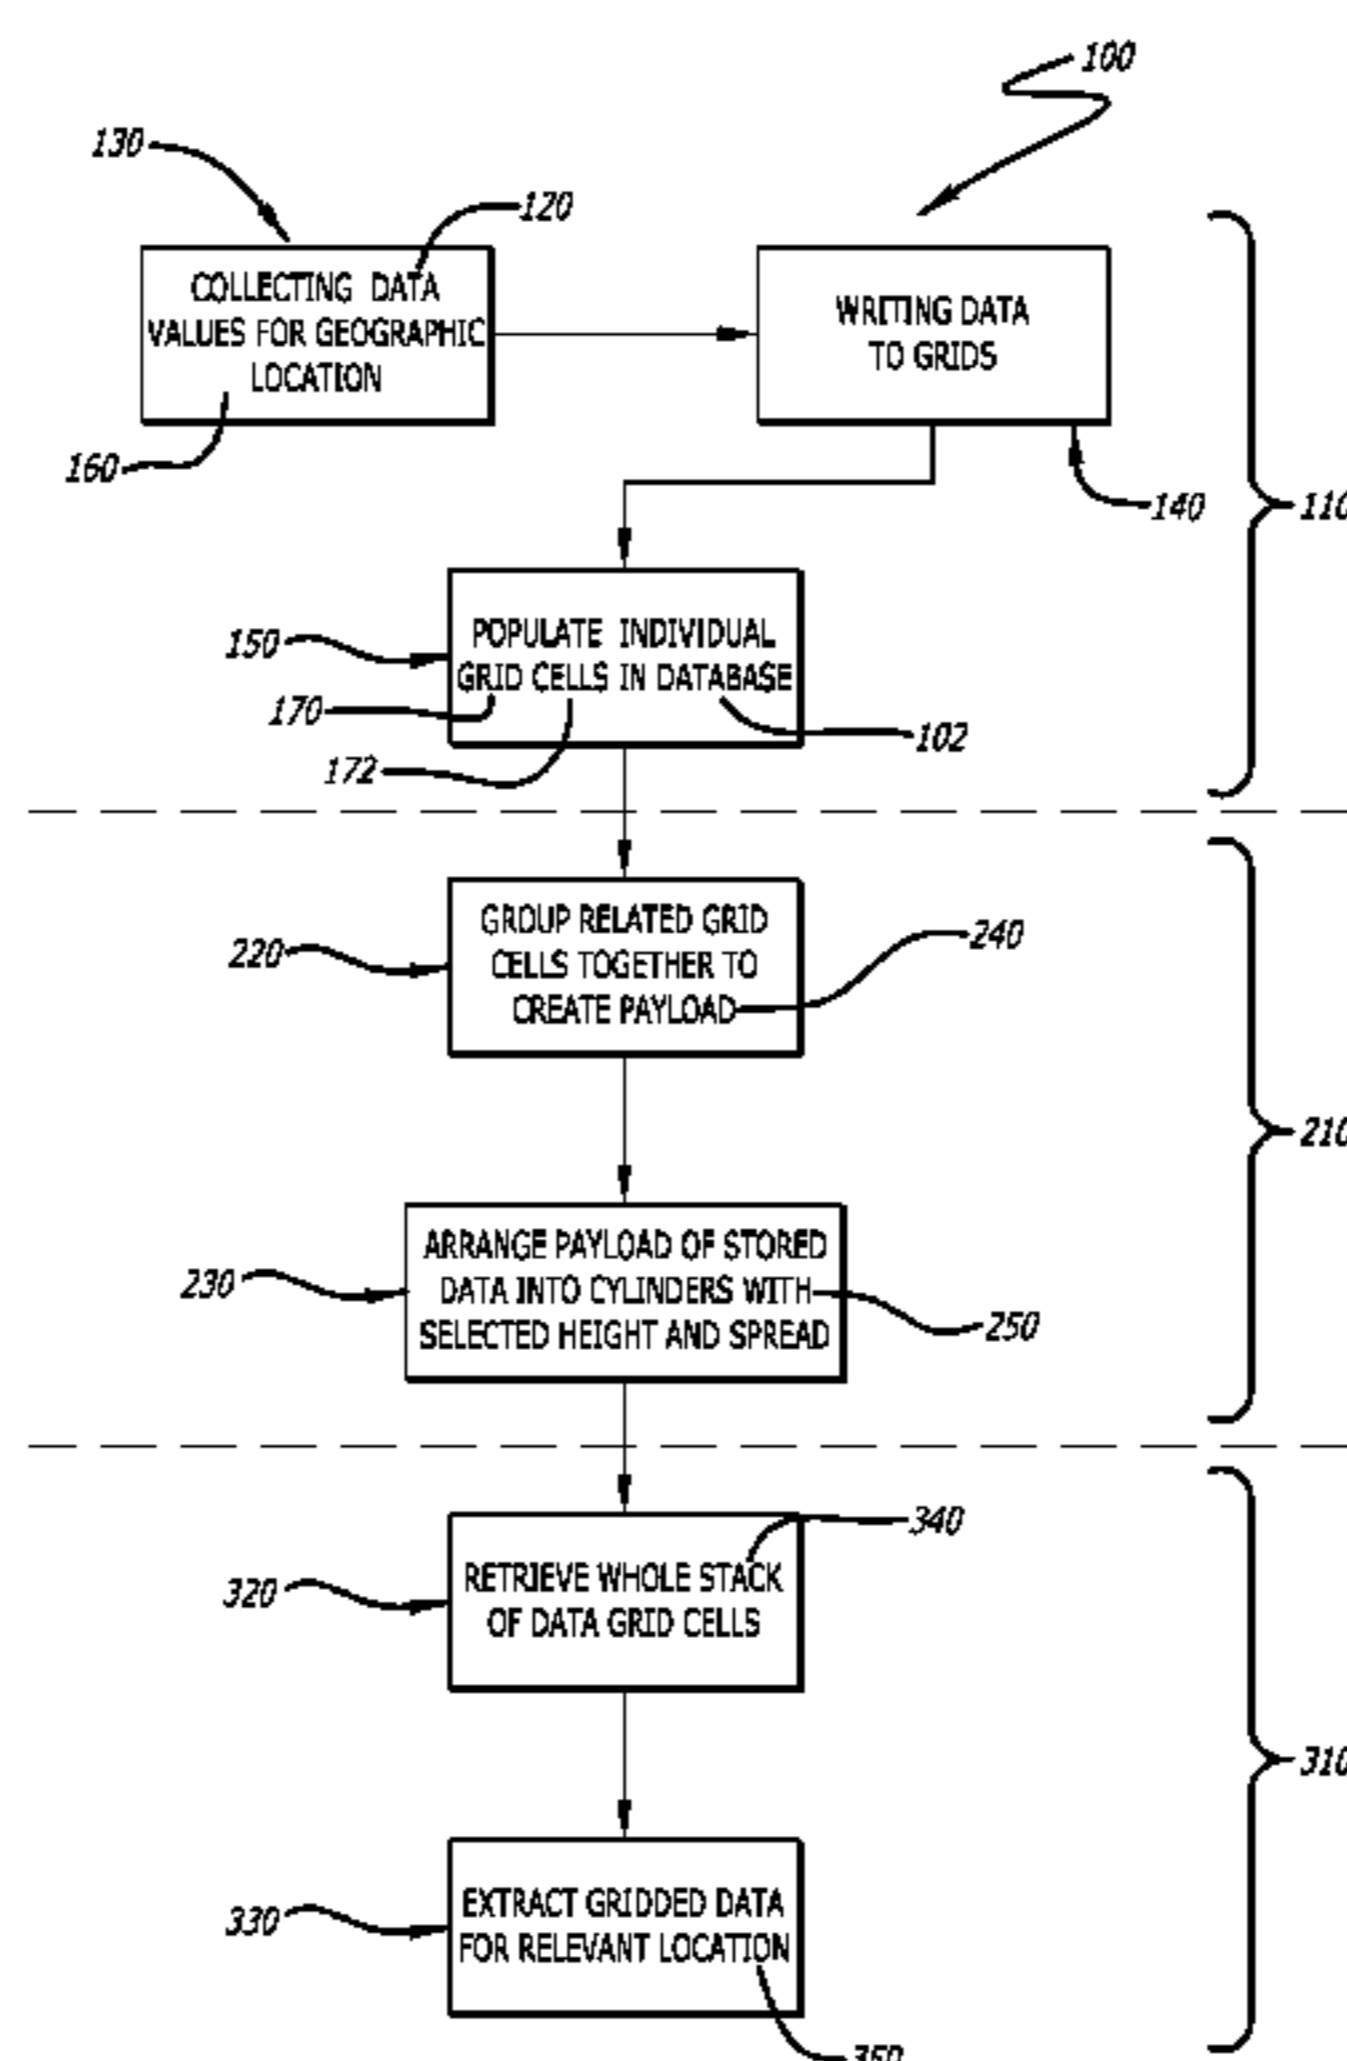 100
130
120
COLLECTING DATA
VALUES FOR GEOGRAPHIC
LOCATION
160
WRITING DATA
TO GRIDS
140
110
150
POPULATE INDIVIDUAL
GRID CELLS IN DATABASE
170
172
102
220
GROUP RELATED GRID
CELLS TOGETHER TO
CREATE PAYLOAD
240
210
230
ARRANGE PAYLOAD OF STORED
DATA INTO CYLINDERS WITH
SELECTED HEIGHT AND SPREAD
250
340
320
RETRIEVE WHOLE STACK
OF DATA GRID CELLS
310
330
EXTRACT GRIDDED DATA
FOR RELEVANT LOCATION